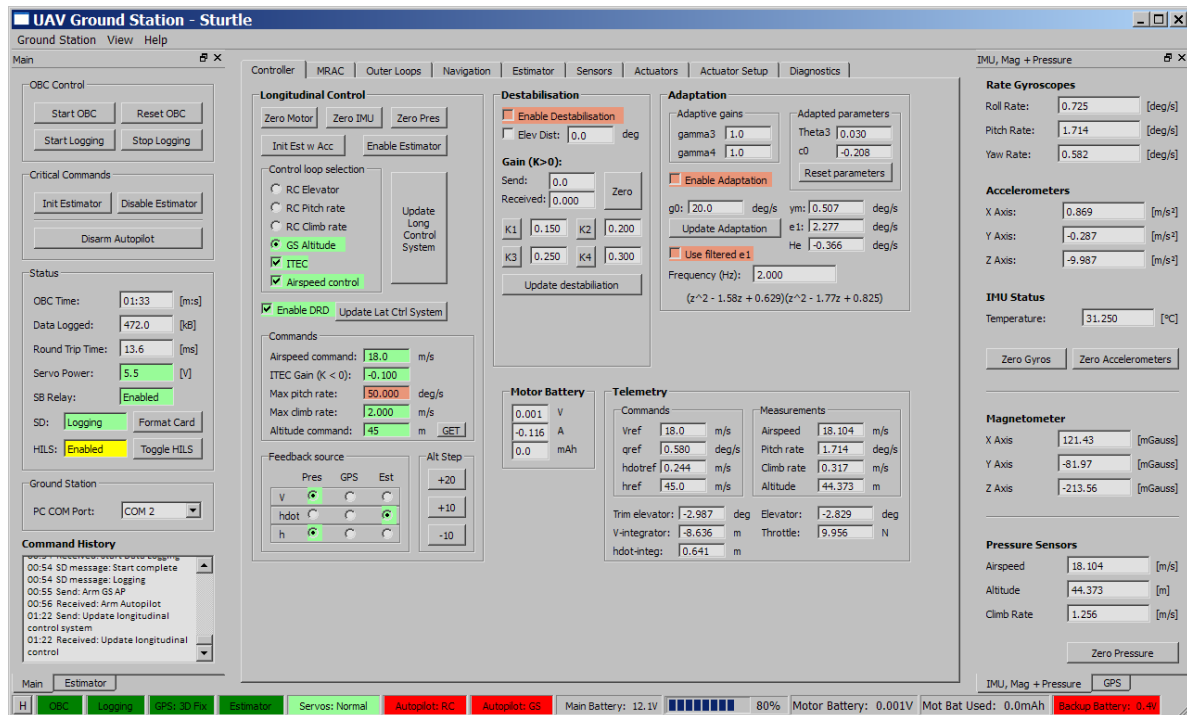 UAV Ground Station - Sturtle
Ground Station View Help
Main
OBC Control
Start OBC Reset OBC
Start Logging Stop Logging
Critical Commands
Init Estimator Disable Estimator
Disarm Autopilot
Status
OBC Time: 01:33 [m:s]
Data Logged: 472.0 [kB]
Round Trip Time: 13.6 [ms]
Servo Power: 5.5 [V]
SB Relay: Enabled
SD: Logging Format Card
HILS: Enabled Toggle HILS
Ground Station
PC COM Port: COM 2
Command History
00:54 SD message: Start complete
00:54 SD message: Logging
00:55 Send: Arm GS AP
00:56 Received: Arm Autopilot
01:22 Send: Update longitudinal
control system
01:22 Received: Update longitudinal
control
Main Estimator
Controller MRAC Outer Loops Navigation Estimator Sensors Actuators Actuator Setup Diagnostics
Longitudinal Control
Zero Motor Zero IMU Zero Pres
Init Est w Acc Enable Estimator
Control loop selection
RC Elevator
RC Pitch rate
RC Climb rate
GS Altitude
ITEC
Airspeed control
Update
Long
Control
System
Enable DRD Update Lat Ctrl System
Commands
Airspeed command: 18.0 m/s
ITEC Gain (K < 0): -0.100
Max pitch rate: 50.000 deg/s
Max climb rate: 2.000 m/s
Altitude command: 45 m GET
Feedback source
Pres GPS Est
V
hdot
h
Alt Step
+20
+10
-10
Destabilisation
Enable Destabilisation
Elev Dist: 0.0 deg
Gain (K>0):
Send: 0.0
Received: 0.000
Zero
K1 0.150 K2 0.200
K3 0.250 K4 0.300
Update destabiliation
Motor Battery
0.001 V
-0.116 A
0.0 mAh
Adaptation
Adaptive gains
gamma3 1.0
gamma4 1.0
Adapted parameters
Theta3 0.030
c0 -0.208
Reset parameters
Enable Adaptation
g0: 20.0 deg/s ym: 0.507 deg/s
Update Adaptation e1: 2.277 deg/s
He -0.366 deg/s
Use filtered e1
Frequency (Hz): 2.000
(z^2 - 1.58z + 0.629)(z^2 - 1.77z + 0.825)
Telemetry
Commands
Vref 18.0 m/s
qref 0.580 deg/s
hdotref 0.244 m/s
href 45.0 m/s
Measurements
Airspeed 18.104 m/s
Pitch rate 1.714 deg/s
Climb rate 0.317 m/s
Altitude 44.373 m
Trim elevator: -2.987 deg Elevator: -2.829 deg
V-integrator: -8.636 m Throttle: 9.956 N
hdot-integ: 0.641 m
IMU, Mag + Pressure
Rate Gyroscopes
Roll Rate: 0.725 [deg/s]
Pitch Rate: 1.714 [deg/s]
Yaw Rate: 0.582 [deg/s]
Accelerometers
X Axis: 0.869 [m/s²]
Y Axis: -0.287 [m/s²]
Z Axis: -9.987 [m/s²]
IMU Status
Temperature: 31.250 [°C]
Zero Gyros Zero Accelerometers
Magnetometer
X Axis 121.43 [mGauss]
Y Axis -81.97 [mGauss]
Z Axis -213.56 [mGauss]
Pressure Sensors
Airspeed 18.104 [m/s]
Altitude 44.373 [m]
Climb Rate 1.256 [m/s]
Zero Pressure
IMU, Mag + Pressure GPS
H OBC Logging GPS: 3D Fix Estimator Servos: Normal Autopilot: RC Autopilot: GS Main Battery: 12.1V 80% Motor Battery: 0.001V Mot Bat Used: 0.0mAh Backup Battery: 0.4V